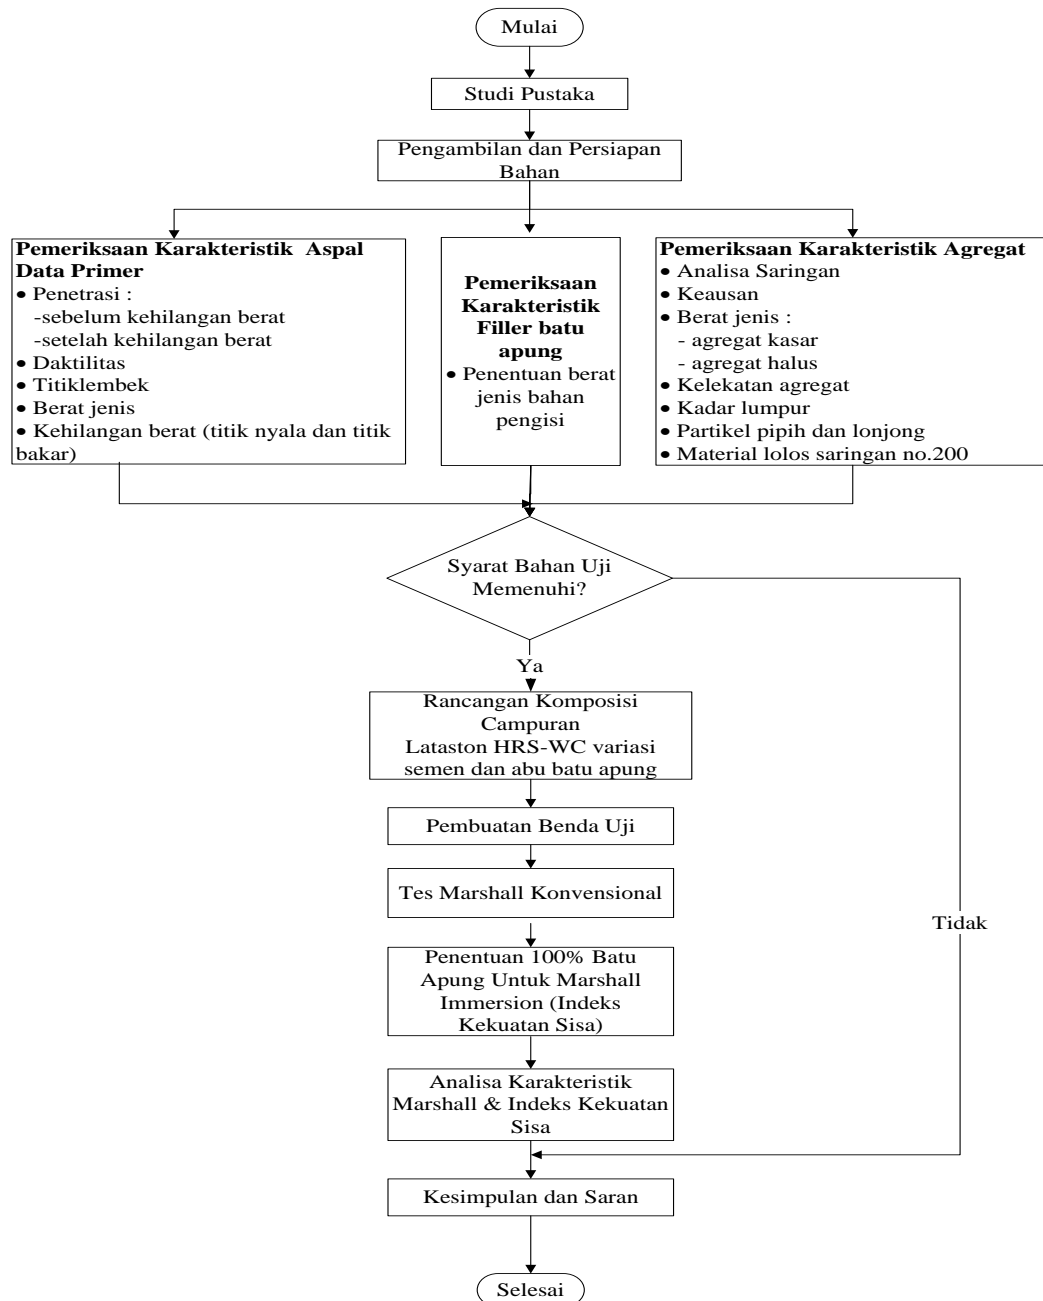 Mulai
Studi Pustaka
Pengambilan dan Persiapan
Bahan
Pemeriksaan Karakteristik Aspal
Data Primer
• Penetrasi :
-sebelum kehilangan berat
-setelah kehilangan berat
• Daktilitas
• Titiklembek
• Berat jenis
• Kehilangan berat (titik nyala dan titik
bakar)
Pemeriksaan
Karakteristik
Filler batu
apung
• Penentuan berat
jenis bahan
pengisi
Pemeriksaan Karakteristik Agregat
• Analisa Saringan
• Keausan
• Berat jenis :
- agregat kasar
- agregat halus
• Kelekatan agregat
• Kadar lumpur
• Partikel pipih dan lonjong
• Material lolos saringan no.200
Syarat Bahan Uji
Memenuhi?
Ya
Rancangan Komposisi
Campuran
Lataston HRS-WC variasi
semen dan abu batu apung
Pembuatan Benda Uji
Tes Marshall Konvensional
Tidak
Penentuan 100% Batu
Apung Untuk Marshall
Immersion (Indeks
Kekuatan Sisa)
Analisa Karakteristik
Marshall & Indeks Kekuatan
Sisa
Kesimpulan dan Saran
Selesai